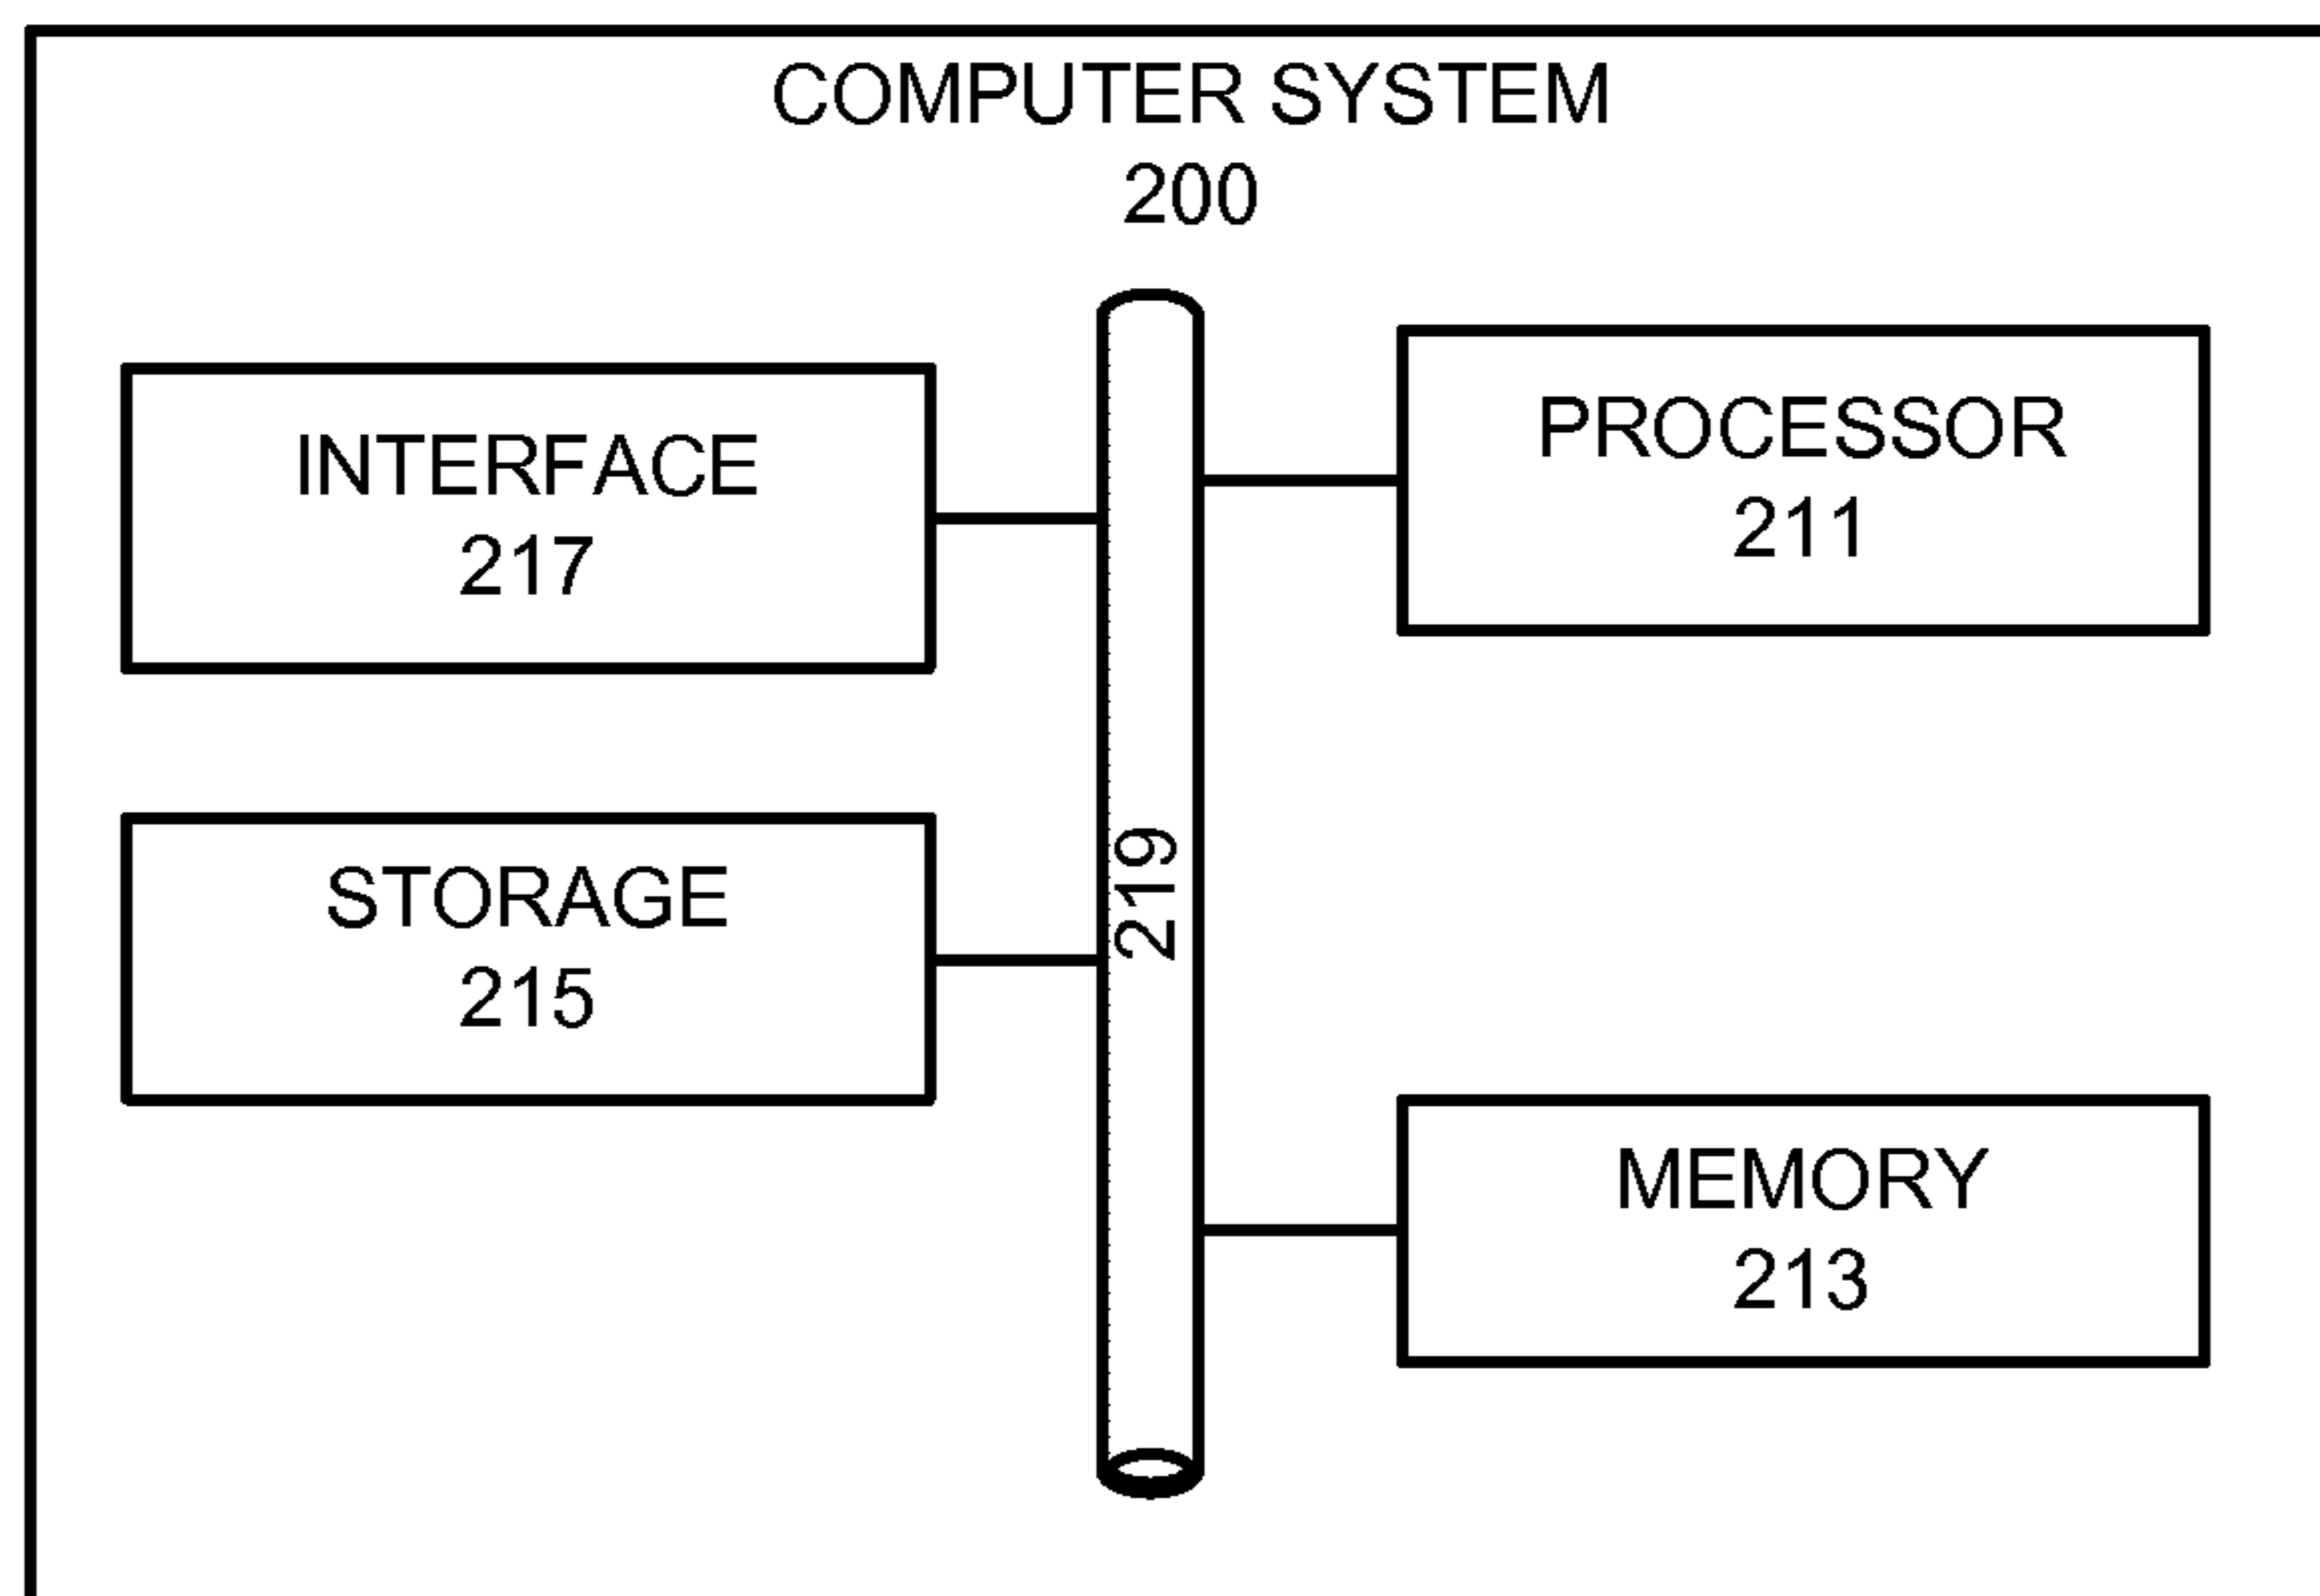 COMPUTER SYSTEM
200
INTERFACE
217
PROCESSOR
211
STORAGE
215
219
MEMORY
213